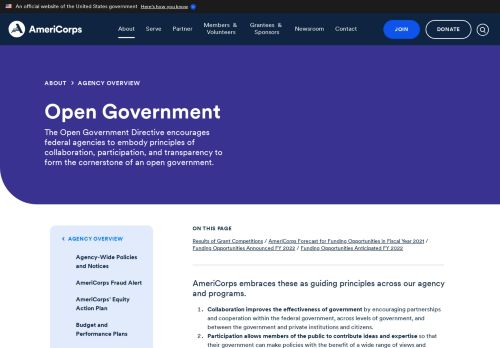 An official website of the United States government Here's how you know
AmeriCorps
About Serve Partner Members & Volunteers Grantees & Sponsors Newsroom Contact JOIN DONATE
ABOUT > AGENCY OVERVIEW
Open Government
The Open Government Directive encourages
federal agencies to embody principles of
collaboration, participation, and transparency to
form the cornerstone of an open government.
AGENCY OVERVIEW
Agency-Wide Policies
and Notices
AmeriCorps Fraud Alert
AmeriCorps' Equity
Action Plan
Budget and
Performance Plans
ON THIS PAGE
Results of Grant Competitions / AmeriCorps Forecast for Funding Opportunities in Fiscal Year 2021 /
Funding Opportunities Announced FY 2022 / Funding Opportunities Anticipated FY 2022
AmeriCorps embraces these as guiding principles across our agency
and programs.
1. Collaboration improves the effectiveness of government by encouraging partnerships
and cooperation within the federal government, across levels of government, and
between the government and private institutions and citizens.
2. Participation allows members of the public to contribute ideas and expertise so
that their government can make policies with the benefit of a wide range of views and